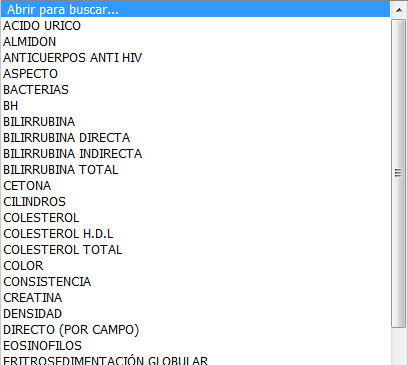 Abrir para buscar...
ACIDO URICO
ALMIDON
ANTICUERPOS ANTI HIV
ASPECTO
BACTERIAS
BH
BILIRRUBINA
BILIRRUBINA DIRECTA
BILIRRUBINA INDIRECTA
BILIRRUBINA TOTAL
CETONA
CILINDROS
COLESTEROL
COLESTEROL H.D.L
COLESTEROL TOTAL
COLOR
CONSISTENCIA
CREATINA
DENSIDAD
DIRECTO (POR CAMPO)
EOSINOFILOS
ERITROSEDIMENTACIÓN GLOBULAR